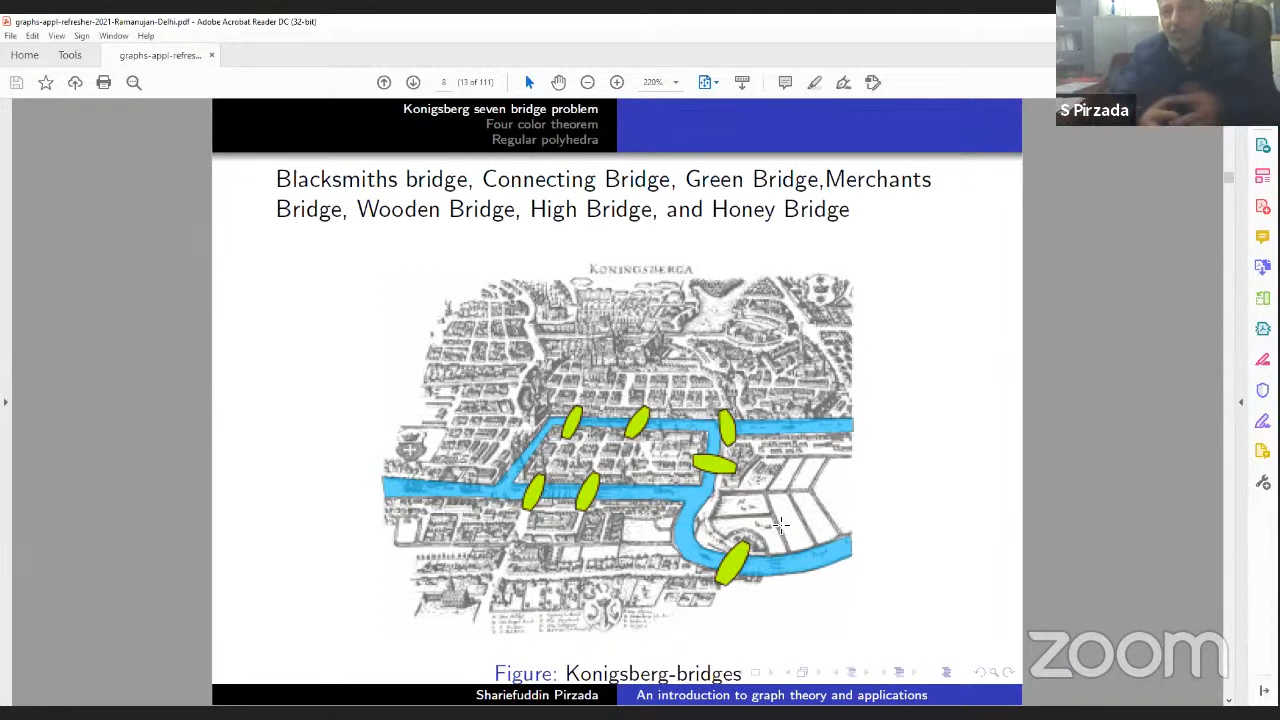 graphs-appl-refresher-2021-Ramanujan-Delhi.pdf - Adobe Acrobat Reader DC (32-bit)
File Edit View Sign Window Help
Home Tools graphs-appl-refres... ×
8 (13 of 111) 220%
S Pirzada
Konigsberg seven bridge problem
Four color theorem
Regular polyhedra
Blacksmiths bridge, Connecting Bridge, Green Bridge,Merchants
Bridge, Wooden Bridge, High Bridge, and Honey Bridge
KONINGSBERGA
Figure: Konigsberg-bridges
zoom
Shariefuddin Pirzada An introduction to graph theory and applications